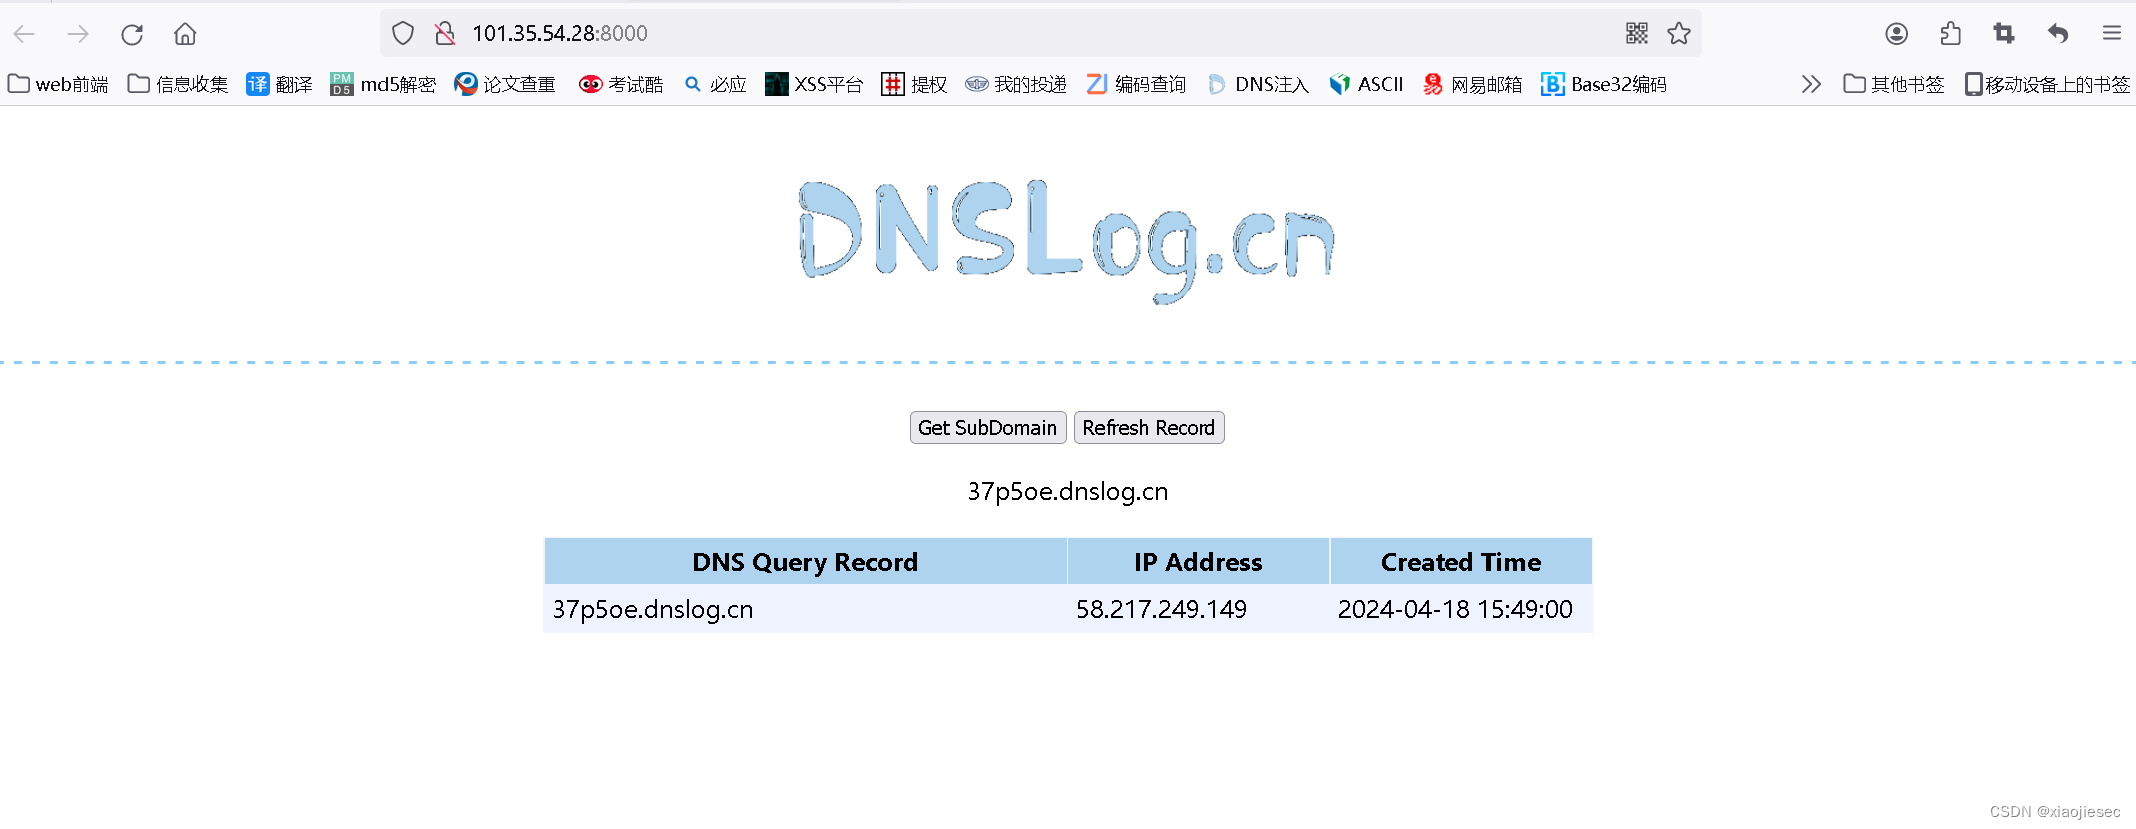 101.35.54.28:8000
web前端 信息收集 译 翻译 PM D5 md5解密 论文查重 考试酷 必应 XSS平台 提权 我的投递 编码查询 DNS注入 ASCII 网易邮箱 Base32编码 其他书签 移动设备上的书签
DNSLog.cn
Get SubDomain Refresh Record
37p5oe.dnslog.cn
DNS Query Record IP Address Created Time
37p5oe.dnslog.cn 58.217.249.149 2024-04-18 15:49:00
CSDN @xiaojiesec